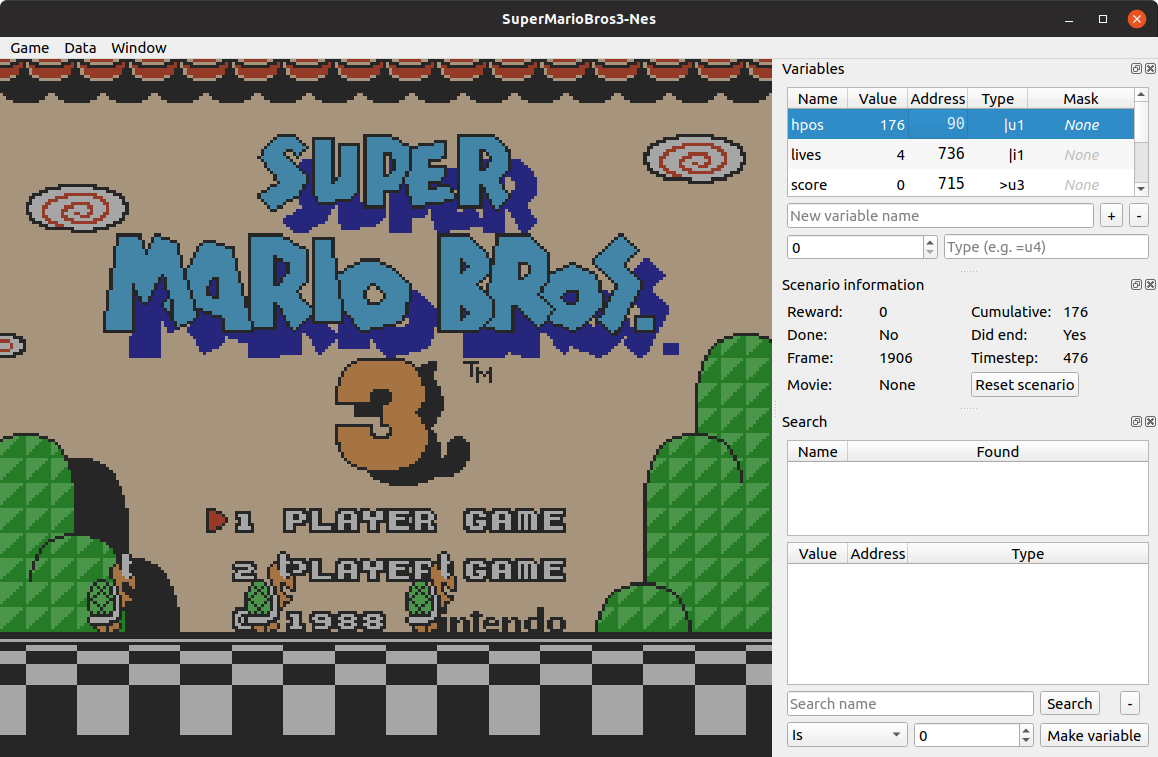 SuperMarioBros3-Nes
Game Data Window
SUPER
MARIO BROS.
3 TM
1 PLAYER GAME
2 PLAYER GAME
© 1988 Nintendo
Variables
Name Value Address Type Mask
hpos 176 90 |u1 None
lives 4 736 |i1 None
score 0 715 >u3 None
New variable name + -
0 Type (e.g. =u4)
Scenario information
Reward: 0 Cumulative: 176
Done: No Did end: Yes
Frame: 1906 Timestep: 476
Movie: None Reset scenario
Search
Name Found
Value Address Type
Search name Search -
Is 0 Make variable